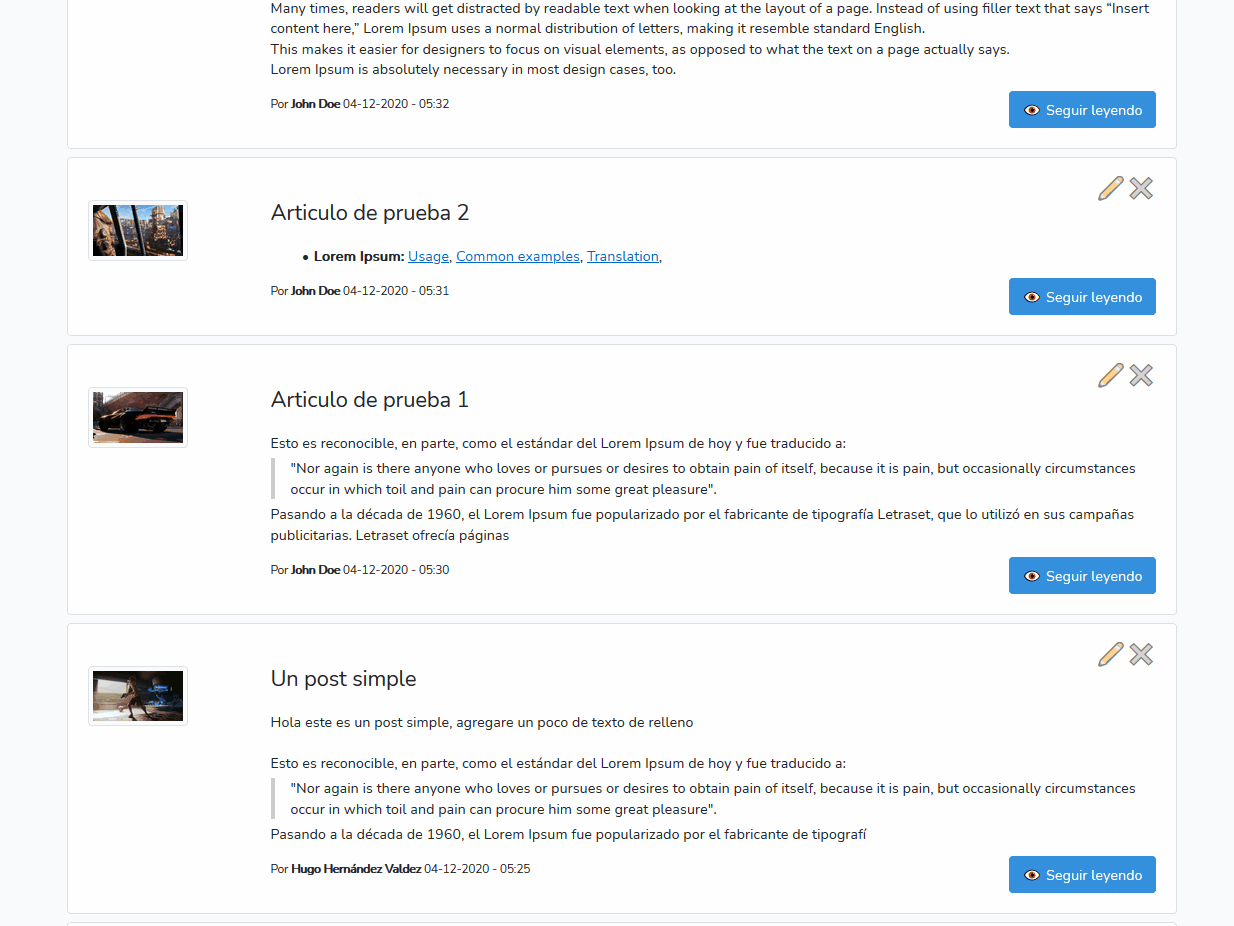 Many times, readers will get distracted by readable text when looking at the layout of a page. Instead of using filler text that says “Insert
content here,” Lorem Ipsum uses a normal distribution of letters, making it resemble standard English.
This makes it easier for designers to focus on visual elements, as opposed to what the text on a page actually says.
Lorem Ipsum is absolutely necessary in most design cases, too.
Por John Doe 04-12-2020 - 05:32
Seguir leyendo
Articulo de prueba 2
• Lorem Ipsum: Usage, Common examples, Translation,
Por John Doe 04-12-2020 - 05:31
Seguir leyendo
Articulo de prueba 1
Esto es reconocible, en parte, como el estándar del Lorem Ipsum de hoy y fue traducido a:
"Nor again is there anyone who loves or pursues or desires to obtain pain of itself, because it is pain, but occasionally circumstances
occur in which toil and pain can procure him some great pleasure".
Pasando a la década de 1960, el Lorem Ipsum fue popularizado por el fabricante de tipografía Letraset, que lo utilizó en sus campañas
publicitarias. Letraset ofrecía páginas
Por John Doe 04-12-2020 - 05:30
Seguir leyendo
Un post simple
Hola este es un post simple, agregare un poco de texto de relleno
Esto es reconocible, en parte, como el estándar del Lorem Ipsum de hoy y fue traducido a:
"Nor again is there anyone who loves or pursues or desires to obtain pain of itself, because it is pain, but occasionally circumstances
occur in which toil and pain can procure him some great pleasure".
Pasando a la década de 1960, el Lorem Ipsum fue popularizado por el fabricante de tipografí
Por Hugo Hernández Valdez 04-12-2020 - 05:25
Seguir leyendo